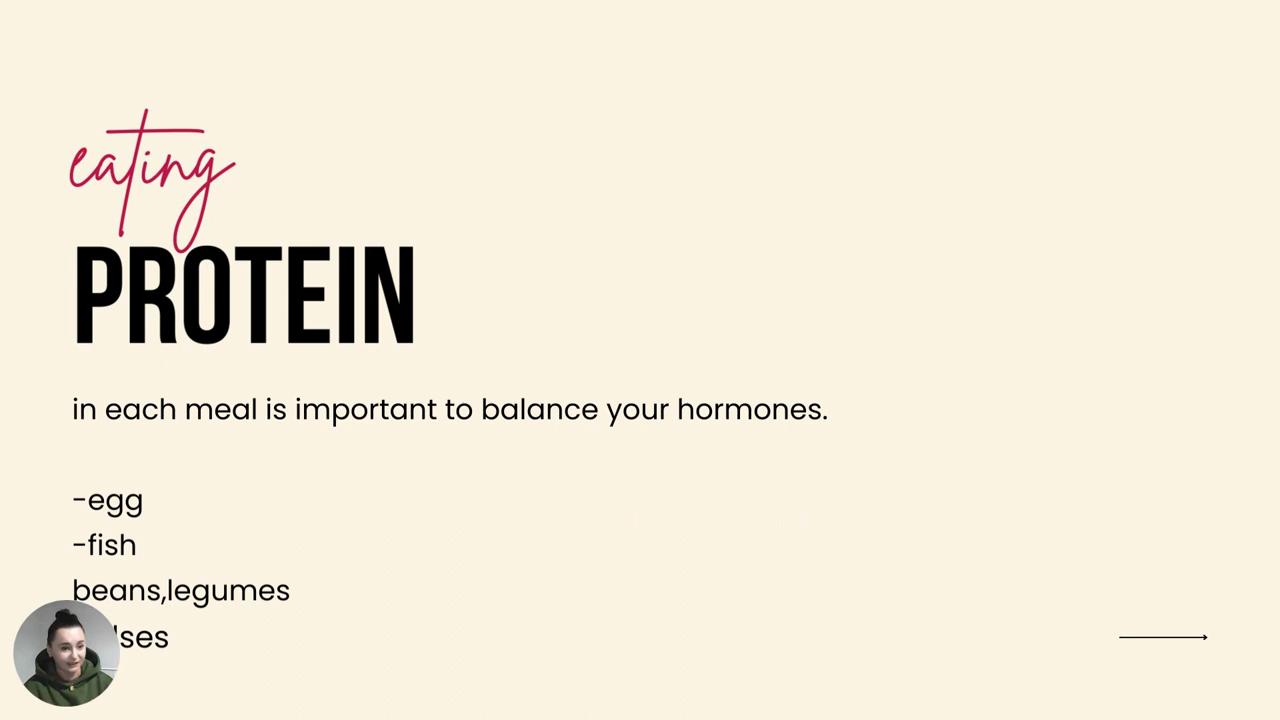 eating
PROTEIN
in each meal is important to balance your hormones.
-egg
-fish
beans,legumes